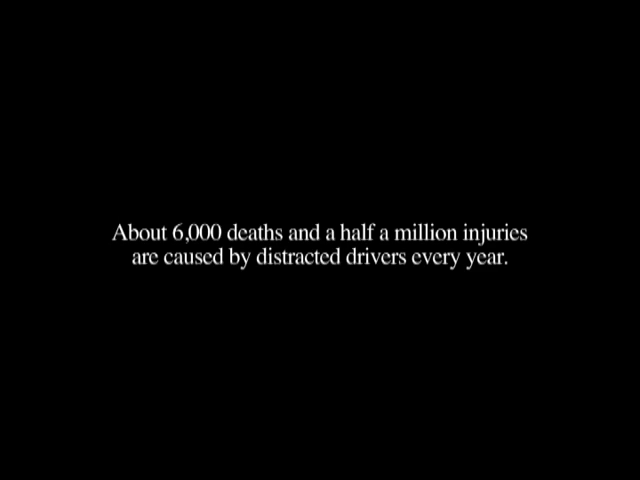 About 6,000 deaths and a half a million injuries
are caused by distracted drivers every year.